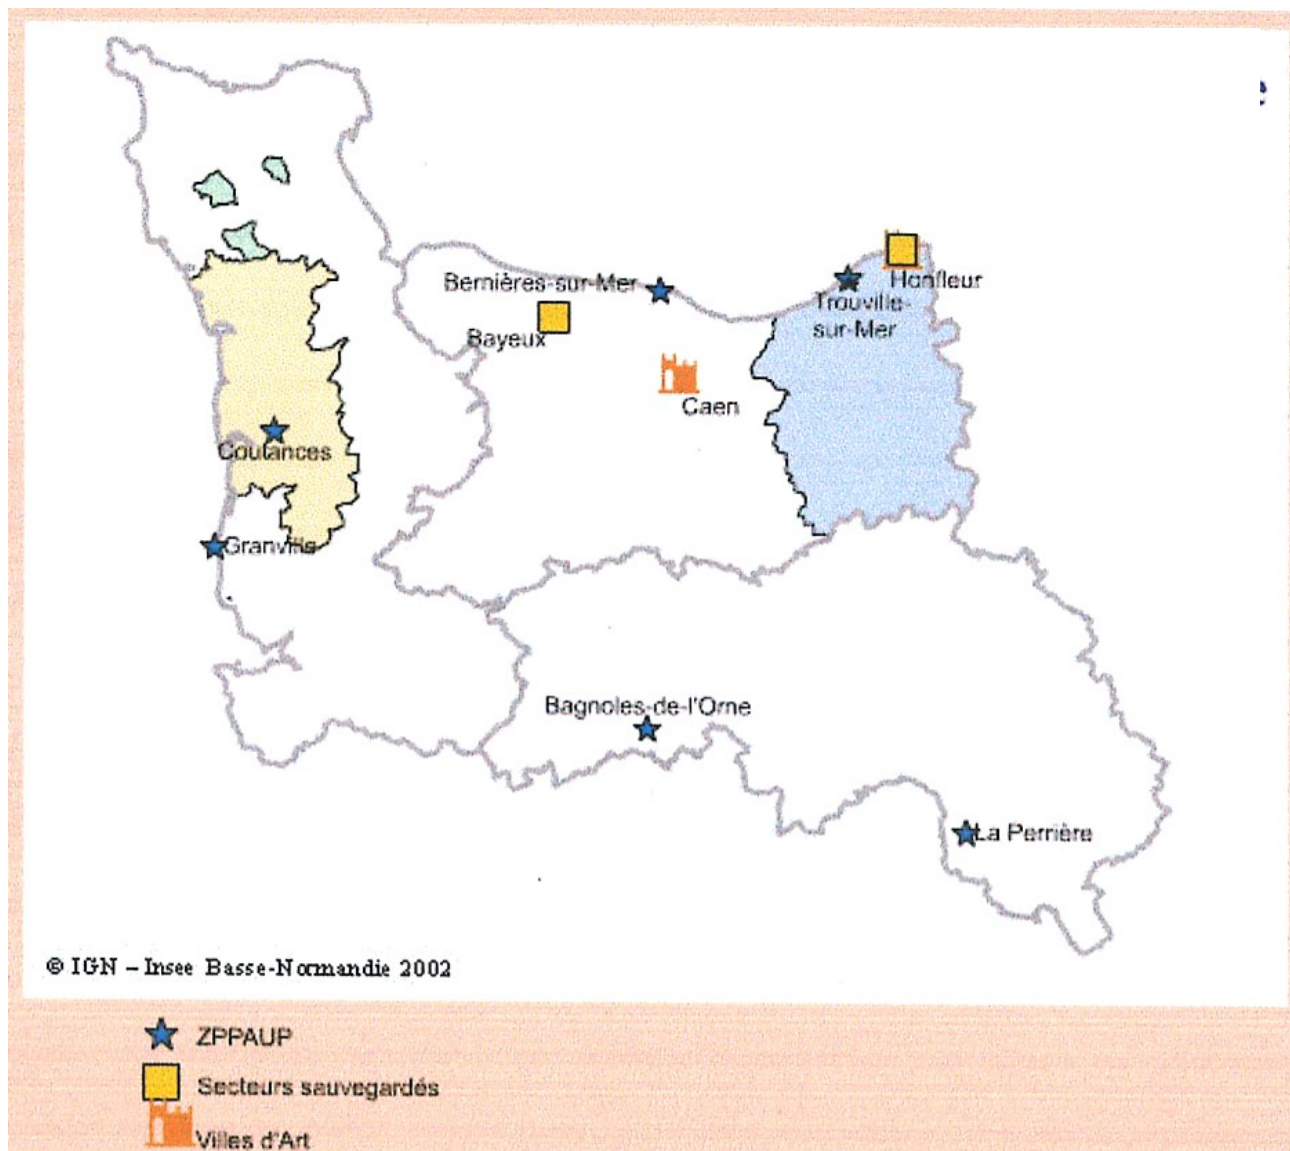 Bernières-sur-Mer
Honfleur
Trouville-
sur-Mer
Bayeux
Caen
Coutances
Granville
Bagnoles-de-l'Orne
La Perrière
© IGN – Insee Basse-Normandie 2002
ZPPAUP
Secteurs sauvegardés
Villes d'Art